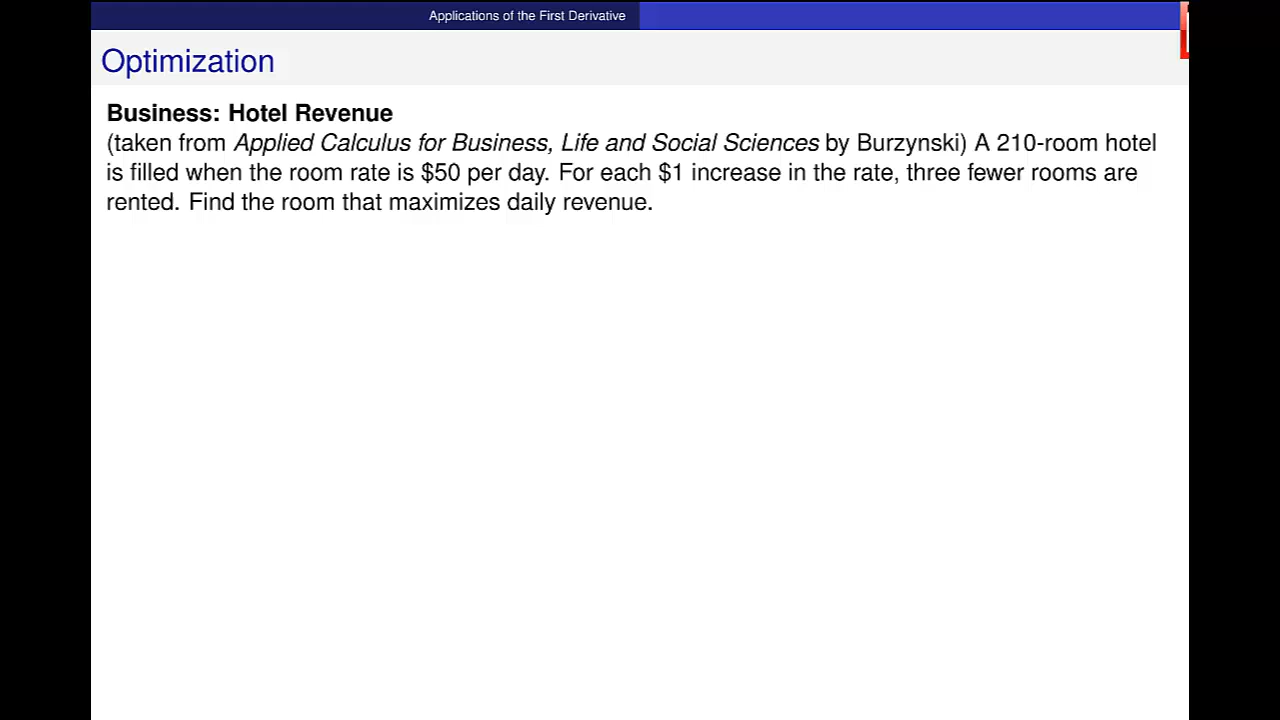 Applications of the First Derivative
Optimization
Business: Hotel Revenue
(taken from Applied Calculus for Business, Life and Social Sciences by Burzynski) A 210-room hotel
is filled when the room rate is $50 per day. For each $1 increase in the rate, three fewer rooms are
rented. Find the room that maximizes daily revenue.